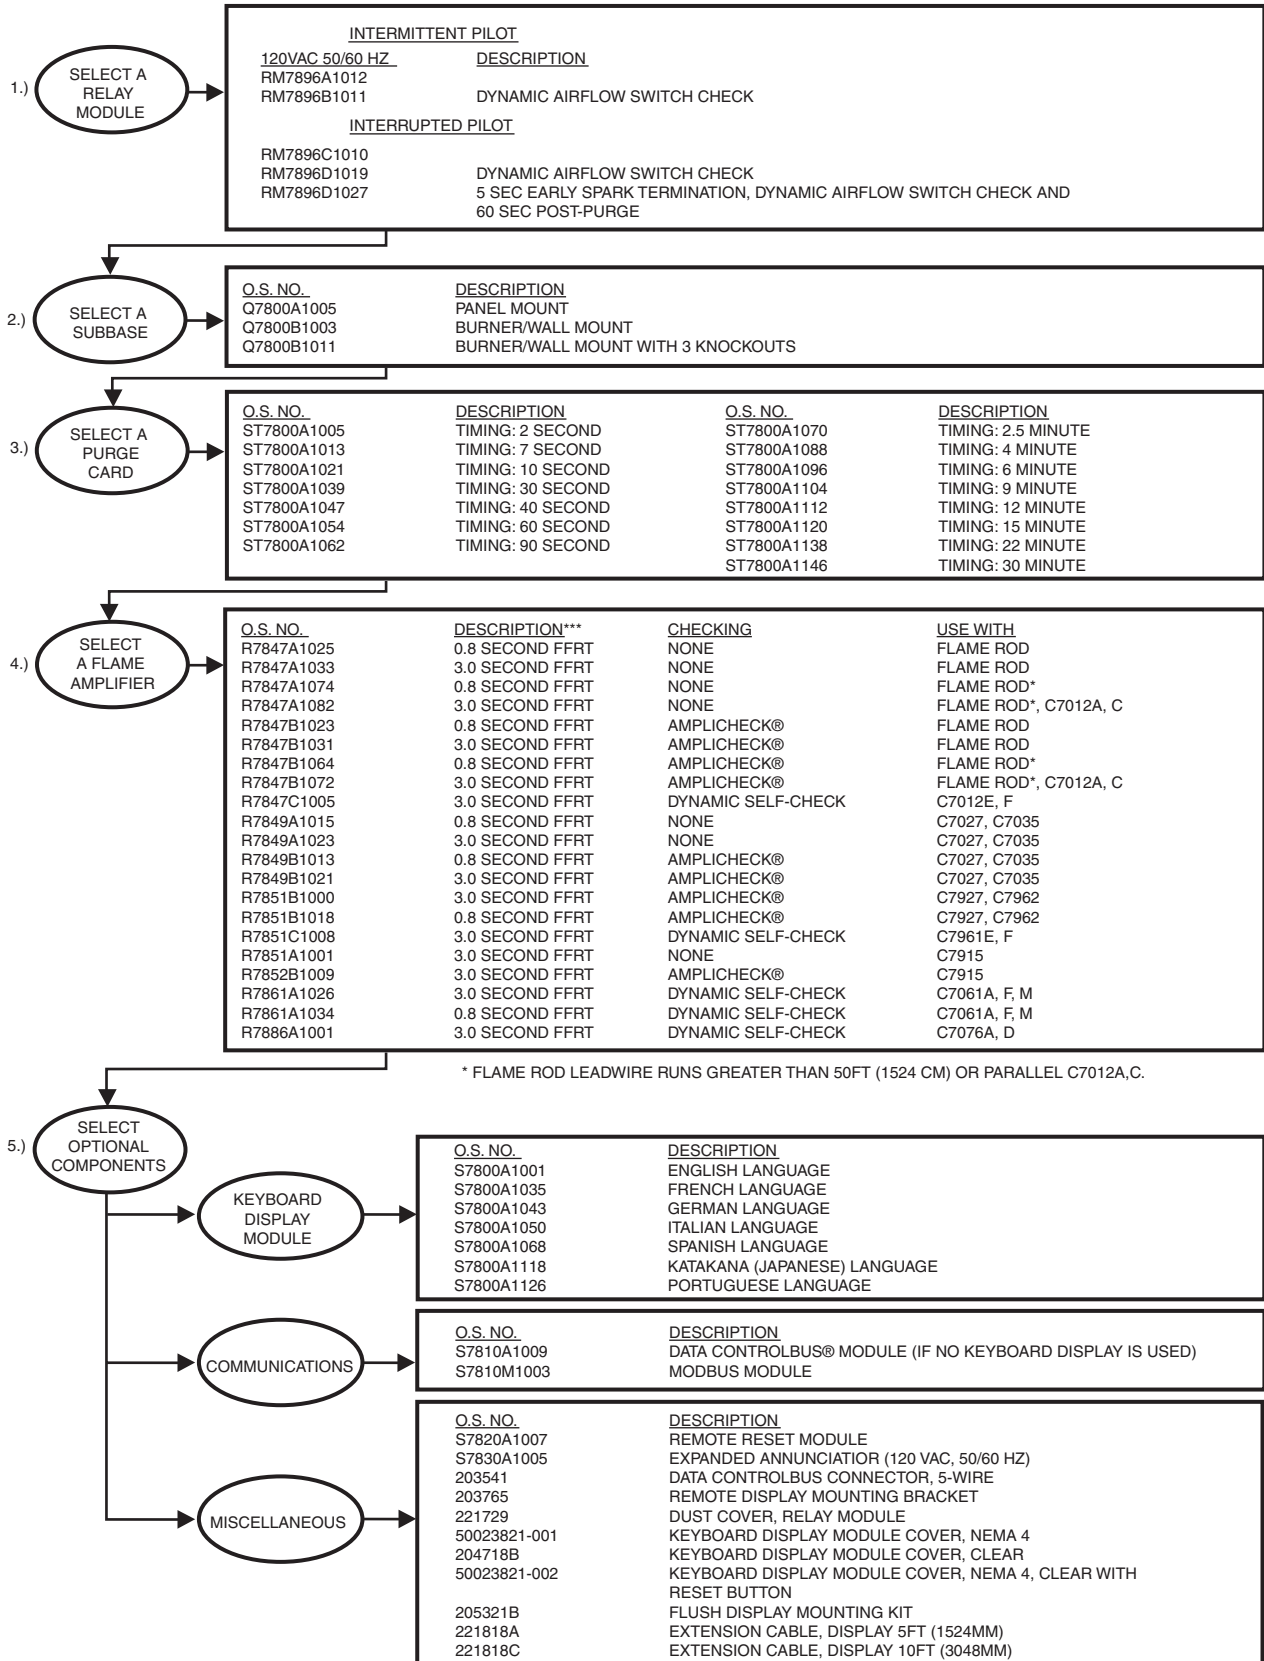 1.)
SELECT A
RELAY
MODULE
INTERMITTENT PILOT
120VAC 50/60 HZ DESCRIPTION
RM7896A1012
RM7896B1011 DYNAMIC AIRFLOW SWITCH CHECK
INTERRUPTED PILOT
RM7896C1010
RM7896D1019 DYNAMIC AIRFLOW SWITCH CHECK
RM7896D1027 5 SEC EARLY SPARK TERMINATION, DYNAMIC AIRFLOW SWITCH CHECK AND
60 SEC POST-PURGE
2.)
SELECT A
SUBBASE
O.S. NO. DESCRIPTION
Q7800A1005 PANEL MOUNT
Q7800B1003 BURNER/WALL MOUNT
Q7800B1011 BURNER/WALL MOUNT WITH 3 KNOCKOUTS
3.)
SELECT A
PURGE
CARD
O.S. NO. DESCRIPTION O.S. NO. DESCRIPTION
ST7800A1005 TIMING: 2 SECOND ST7800A1070 TIMING: 2.5 MINUTE
ST7800A1013 TIMING: 7 SECOND ST7800A1088 TIMING: 4 MINUTE
ST7800A1021 TIMING: 10 SECOND ST7800A1096 TIMING: 6 MINUTE
ST7800A1039 TIMING: 30 SECOND ST7800A1104 TIMING: 9 MINUTE
ST7800A1047 TIMING: 40 SECOND ST7800A1112 TIMING: 12 MINUTE
ST7800A1054 TIMING: 60 SECOND ST7800A1120 TIMING: 15 MINUTE
ST7800A1062 TIMING: 90 SECOND ST7800A1138 TIMING: 22 MINUTE
ST7800A1146 TIMING: 30 MINUTE
4.)
SELECT
A FLAME
AMPLIFIER
O.S. NO. DESCRIPTION*** CHECKING USE WITH
R7847A1025 0.8 SECOND FFRT NONE FLAME ROD
R7847A1033 3.0 SECOND FFRT NONE FLAME ROD
R7847A1074 0.8 SECOND FFRT NONE FLAME ROD*
R7847A1082 3.0 SECOND FFRT NONE FLAME ROD*, C7012A, C
R7847B1023 0.8 SECOND FFRT AMPLICHECK® FLAME ROD
R7847B1031 3.0 SECOND FFRT AMPLICHECK® FLAME ROD
R7847B1064 0.8 SECOND FFRT AMPLICHECK® FLAME ROD*
R7847B1072 3.0 SECOND FFRT AMPLICHECK® FLAME ROD*, C7012A, C
R7847C1005 3.0 SECOND FFRT DYNAMIC SELF-CHECK C7012E, F
R7849A1015 0.8 SECOND FFRT NONE C7027, C7035
R7849A1023 3.0 SECOND FFRT NONE C7027, C7035
R7849B1013 0.8 SECOND FFRT AMPLICHECK® C7027, C7035
R7849B1021 3.0 SECOND FFRT AMPLICHECK® C7027, C7035
R7851B1000 3.0 SECOND FFRT AMPLICHECK® C7927, C7962
R7851B1018 0.8 SECOND FFRT AMPLICHECK® C7927, C7962
R7851C1008 3.0 SECOND FFRT DYNAMIC SELF-CHECK C7961E, F
R7851A1001 3.0 SECOND FFRT NONE C7915
R7852B1009 3.0 SECOND FFRT AMPLICHECK® C7915
R7861A1026 3.0 SECOND FFRT DYNAMIC SELF-CHECK C7061A, F, M
R7861A1034 0.8 SECOND FFRT DYNAMIC SELF-CHECK C7061A, F, M
R7886A1001 3.0 SECOND FFRT DYNAMIC SELF-CHECK C7076A, D
* FLAME ROD LEADWIRE RUNS GREATER THAN 50FT (1524 CM) OR PARALLEL C7012A,C.
5.)
SELECT
OPTIONAL
COMPONENTS
KEYBOARD
DISPLAY
MODULE
O.S. NO. DESCRIPTION
S7800A1001 ENGLISH LANGUAGE
S7800A1035 FRENCH LANGUAGE
S7800A1043 GERMAN LANGUAGE
S7800A1050 ITALIAN LANGUAGE
S7800A1068 SPANISH LANGUAGE
S7800A1118 KATAKANA (JAPANESE) LANGUAGE
S7800A1126 PORTUGUESE LANGUAGE
COMMUNICATIONS
O.S. NO. DESCRIPTION
S7810A1009 DATA CONTROLBUS® MODULE (IF NO KEYBOARD DISPLAY IS USED)
S7810M1003 MODBUS MODULE
MISCELLANEOUS
O.S. NO. DESCRIPTION
S7820A1007 REMOTE RESET MODULE
S7830A1005 EXPANDED ANNUNCIATIOR (120 VAC, 50/60 HZ)
203541 DATA CONTROLBUS CONNECTOR, 5-WIRE
203765 REMOTE DISPLAY MOUNTING BRACKET
221729 DUST COVER, RELAY MODULE
50023821-001 KEYBOARD DISPLAY MODULE COVER, NEMA 4
204718B KEYBOARD DISPLAY MODULE COVER, CLEAR
50023821-002 KEYBOARD DISPLAY MODULE COVER, NEMA 4, CLEAR WITH
RESET BUTTON
205321B FLUSH DISPLAY MOUNTING KIT
221818A EXTENSION CABLE, DISPLAY 5FT (1524MM)
221818C EXTENSION CABLE, DISPLAY 10FT (3048MM)